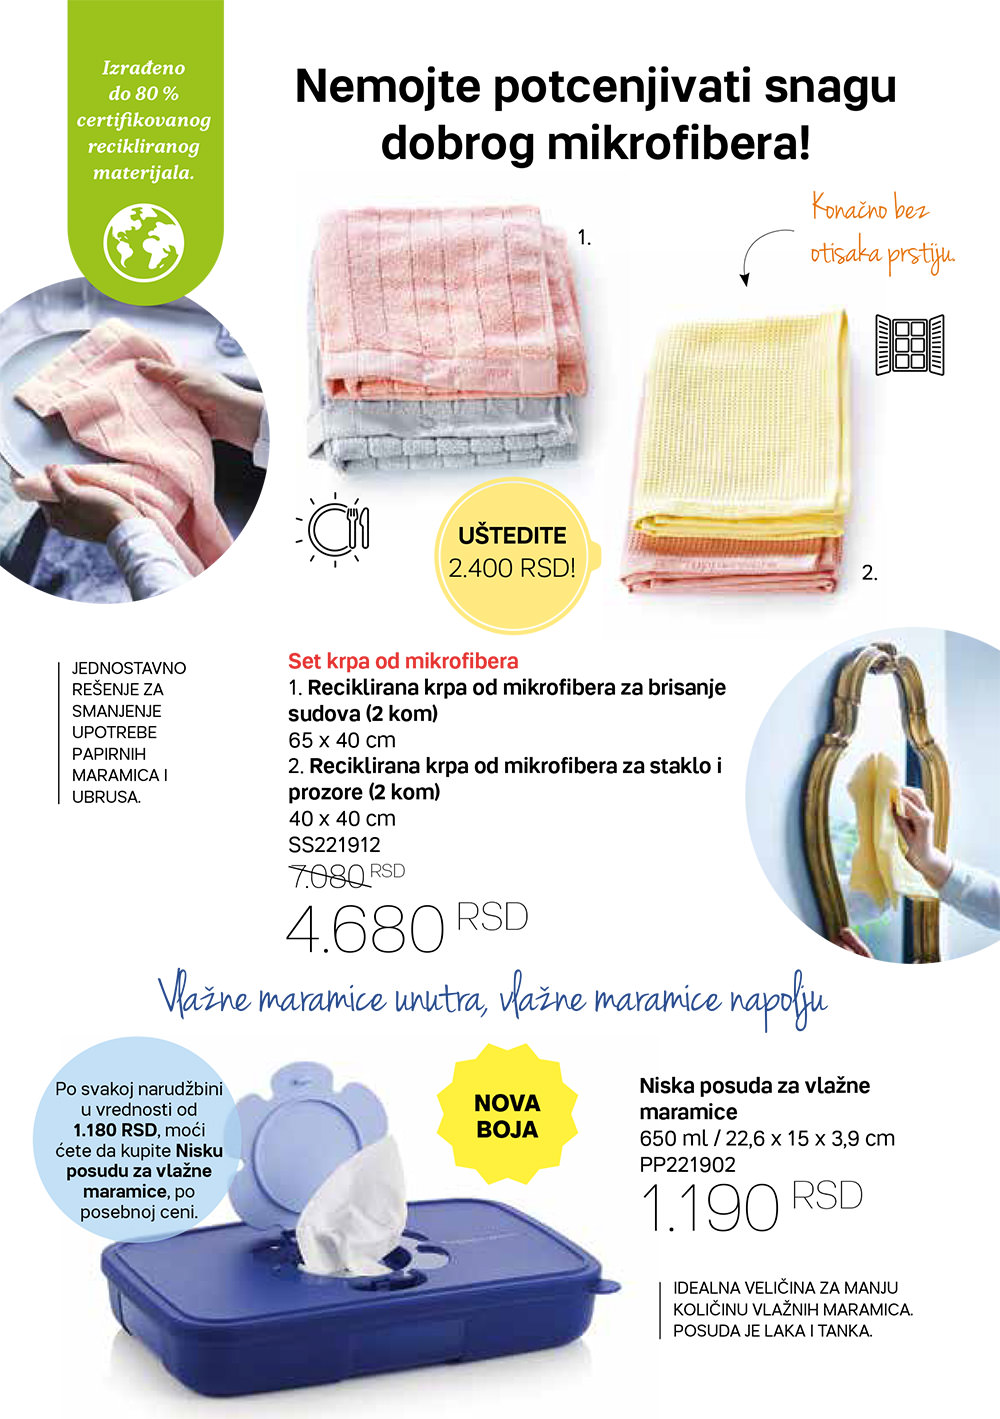 Izrađeno
do 80 %
certifikovanog
recikliranog
materijala.
Nemojte potcenjivati snagu
dobrog mikrofibera!
Konačno bez
otisaka prstiju.
1.
2.
UŠTEDITE
2.400 RSD!
JEDNOSTAVNO
REŠENJE ZA
SMANJENJE
UPOTREBE
PAPIRNIH
MARAMICA I
UBRUSA.
Set krpa od mikrofibera
1. Reciklirana krpa od mikrofibera za brisanje
sudova (2 kom)
65 x 40 cm
2. Reciklirana krpa od mikrofibera za staklo i
prozore (2 kom)
40 x 40 cm
SS221912
7.080 RSD
4.680 RSD
Vlažne maramice unutra, vlažne maramice napolju
Po svakoj narudžbini
u vrednosti od
1.180 RSD, moći
ćete da kupite Nisku
posudu za vlažne
maramice, po
posebnoj ceni.
NOVA
BOJA
Niska posuda za vlažne
maramice
650 ml / 22,6 x 15 x 3,9 cm
PP221902
1.190 RSD
IDEALNA VELIČINA ZA MANJU
KOLIČINU VLAŽNIH MARAMICA.
POSUDA JE LAKA I TANKA.